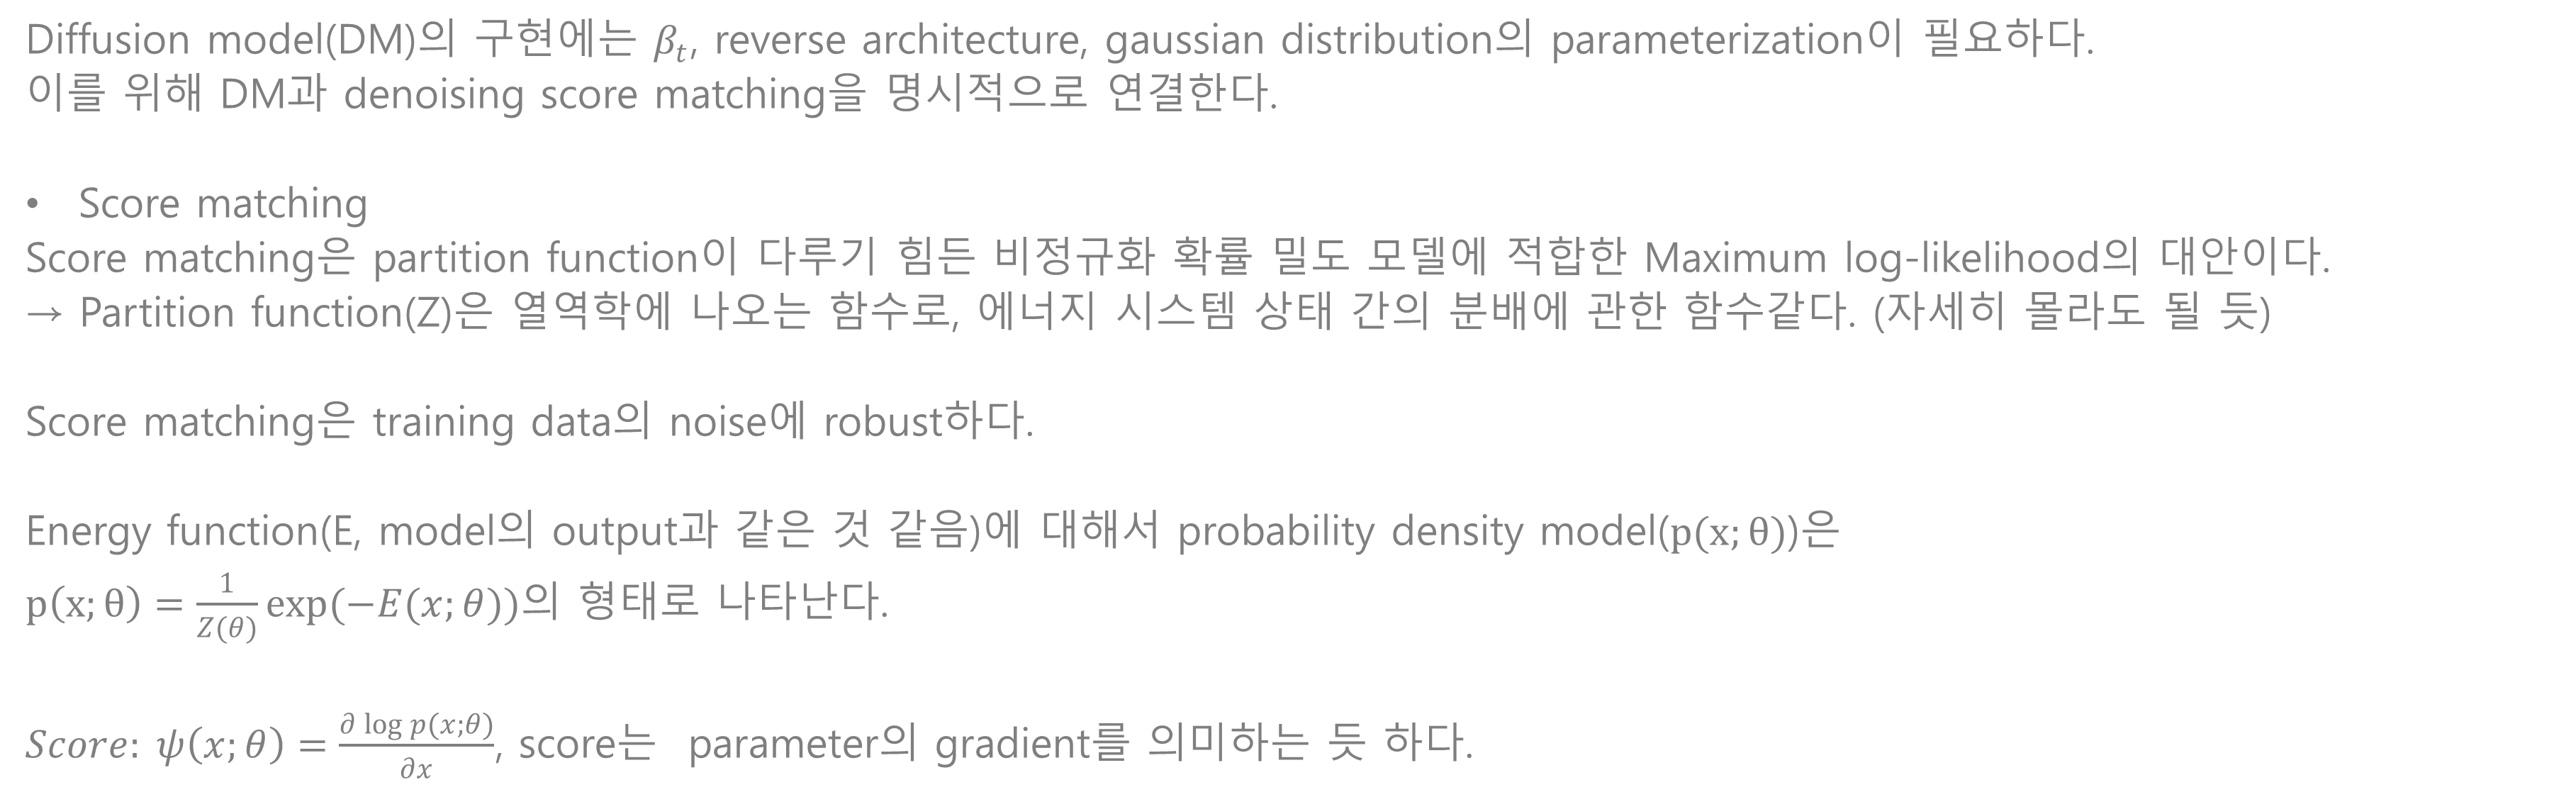 Diffusion model(DM)의 구현에는 β_t, reverse architecture, gaussian distribution의 parameterization이 필요하다.
이를 위해 DM과 denoising score matching을 명시적으로 연결한다.
• Score matching
Score matching은 partition function이 다루기 힘든 비정규화 확률 밀도 모델에 적합한 Maximum log-likelihood의 대안이다.
→ Partition function(Z)은 열역학에 나오는 함수로, 에너지 시스템 상태 간의 분배에 관한 함수같다. (자세히 몰라도 될 듯)
Score matching은 training data의 noise에 robust하다.
Energy function(E, model의 output과 같은 것 같음)에 대해서 probability density model(p(x; θ))은
p(x; θ) = 1/Z(θ) exp(−E(x; θ))의 형태로 나타난다.
Score: ψ(x; θ) = ∂ log p(x;θ)/∂x, score는 parameter의 gradient를 의미하는 듯 하다.